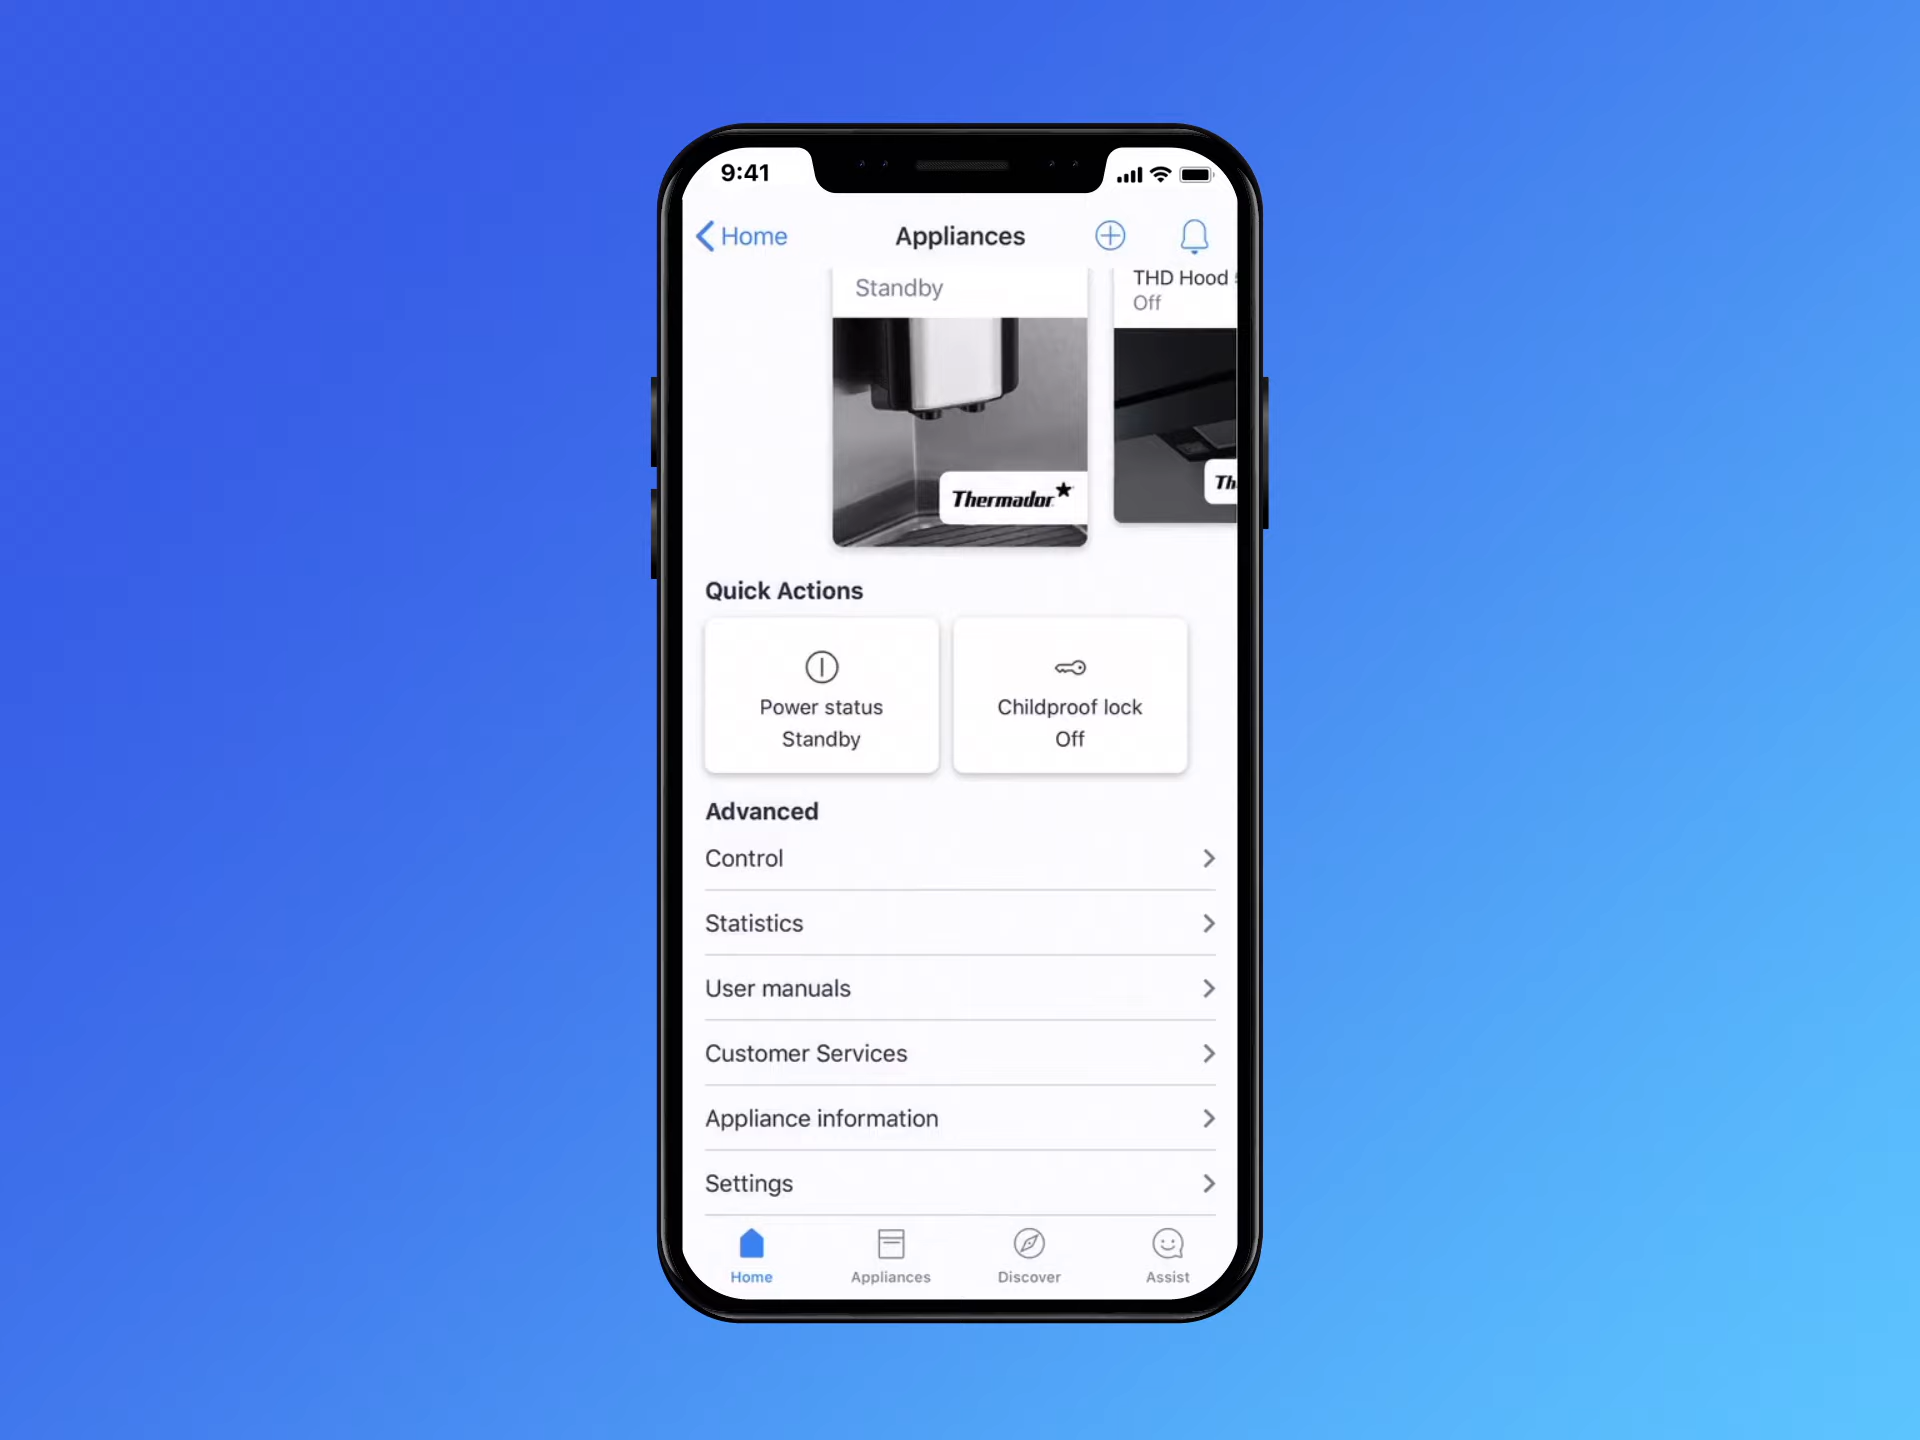 9:41
Home
Appliances
Standby
THD Hood
Off
Thermador
Quick Actions
Power status
Standby
Childproof lock
Off
Advanced
Control
Statistics
User manuals
Customer Services
Appliance information
Settings
Home
Appliances
Discover
Assist